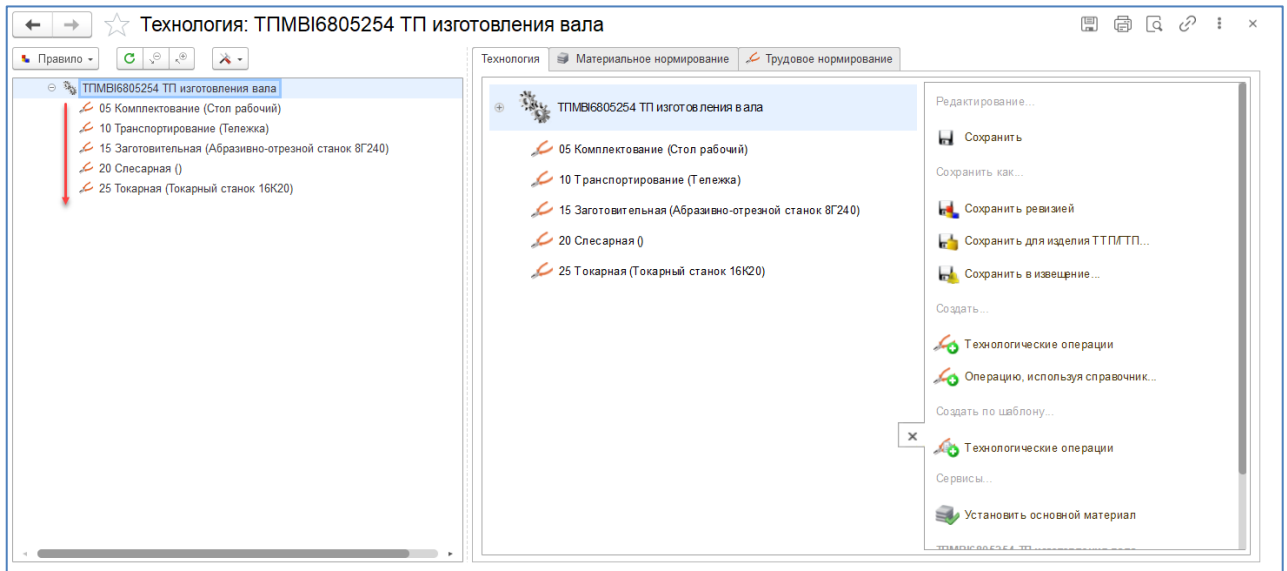 Технология: ТПМВІ6805254 ТП изготовления вала
Правило
ТПМВІ6805254 ТП изготовления вала
05 Комплектование (Стол рабочий)
10 Транспортирование (Тележка)
15 Заготовительная (Абразивно-отрезной станок 8Г240)
20 Слесарная ()
25 Токарная (Токарный станок 16К20)
Технология
Материальное нормирование
Трудовое нормирование
ТПМВІ6805254 ТП изготовления вала
05 Комплектование (Стол рабочий)
10 Транспортирование (Тележка)
15 Заготовительная (Абразивно-отрезной станок 8Г240)
20 Слесарная ()
25 Токарная (Токарный станок 16К20)
Редактирование...
Сохранить
Сохранить как...
Сохранить ревизией
Сохранить для изделия ТТП/ГТП...
Сохранить в извещение...
Создать...
Технологические операции
Операцию, используя справочник...
Создать по шаблону...
Технологические операции
Сервисы...
Установить основной материал